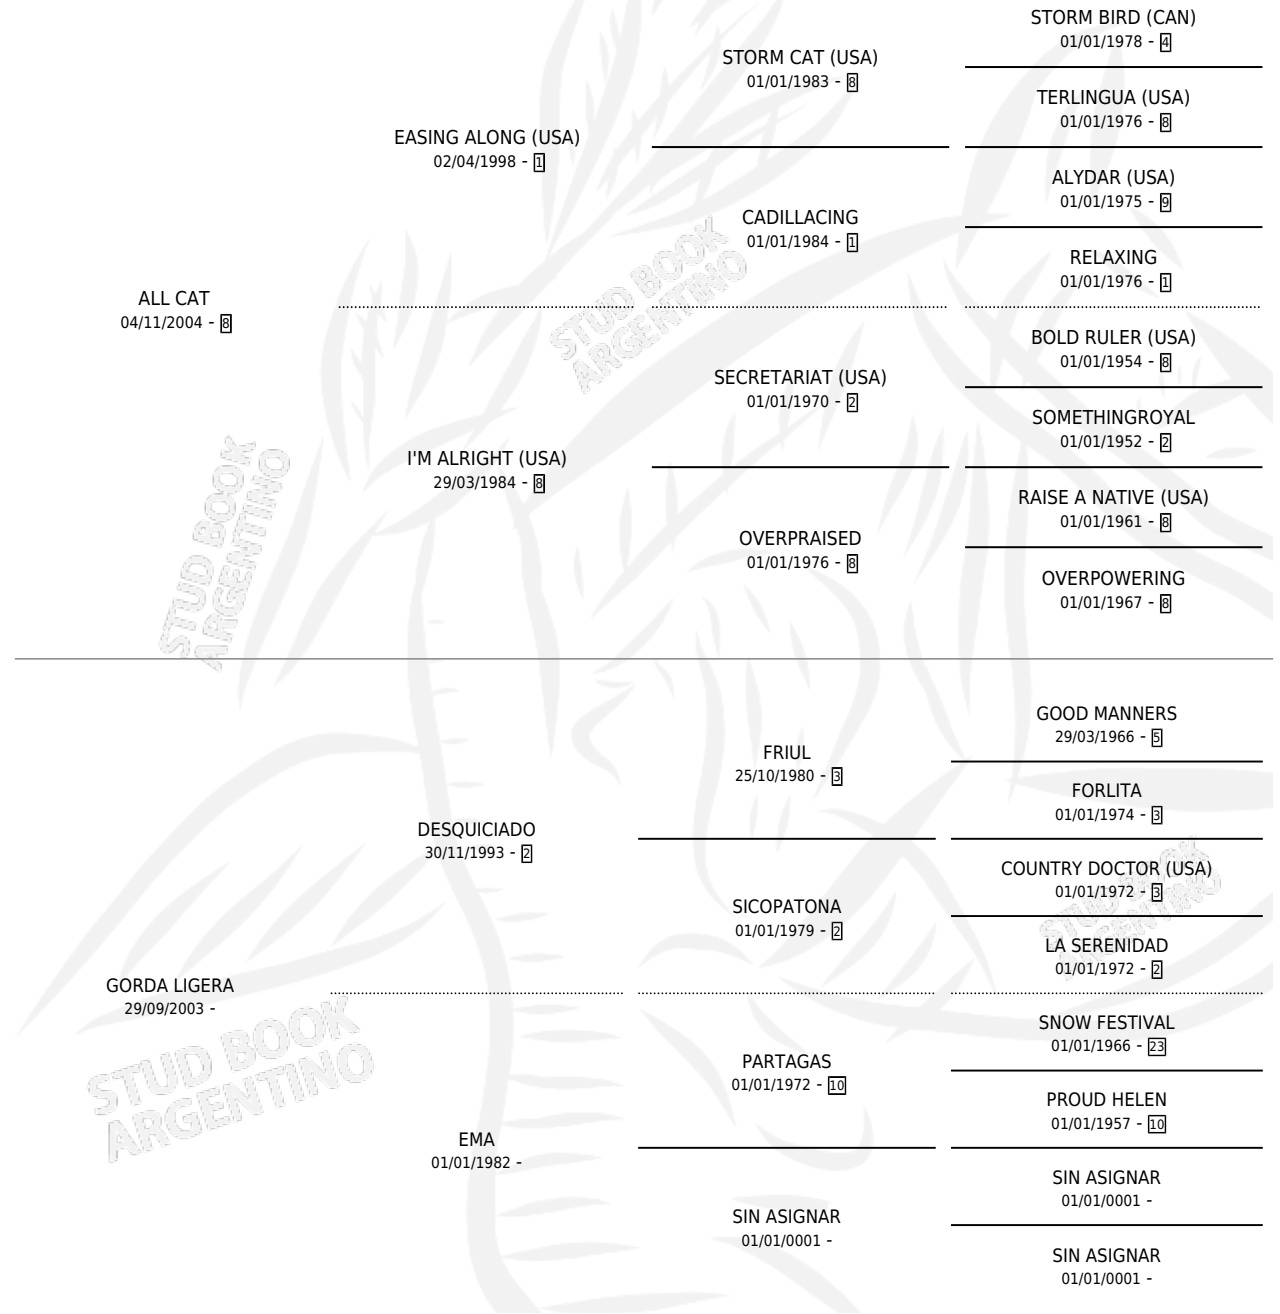 STORM BIRD (CAN)
01/01/1978 - 4
STORM CAT (USA)
01/01/1983 - 8
TERLINGUA (USA)
01/01/1976 - 8
EASING ALONG (USA)
02/04/1998 - 1
ALYDAR (USA)
01/01/1975 - 9
CADILLACING
01/01/1984 - 1
RELAXING
01/01/1976 - 1
ALL CAT
04/11/2004 - 8
BOLD RULER (USA)
01/01/1954 - 8
SECRETARIAT (USA)
01/01/1970 - 2
SOMETHINGROYAL
01/01/1952 - 2
I'M ALRIGHT (USA)
29/03/1984 - 8
RAISE A NATIVE (USA)
01/01/1961 - 8
OVERPRAISED
01/01/1976 - 8
OVERPOWERING
01/01/1967 - 8
GOOD MANNERS
29/03/1966 - 5
FRIUL
25/10/1980 - 3
FORLITA
01/01/1974 - 3
DESQUICIADO
30/11/1993 - 2
COUNTRY DOCTOR (USA)
01/01/1972 - 3
SICOPATONA
01/01/1979 - 2
LA SERENIDAD
01/01/1972 - 2
GORDA LIGERA
29/09/2003 -
SNOW FESTIVAL
01/01/1966 - 23
PARTAGAS
01/01/1972 - 10
PROUD HELEN
01/01/1957 - 10
EMA
01/01/1982 -
SIN ASIGNAR
01/01/0001 -
SIN ASIGNAR
01/01/0001 -
SIN ASIGNAR
01/01/0001 -
STUD BOOK
ARGENTINO
STUD BOOK
ARGENTINO
STUD BOOK
ARGENTINO
STUD BOOK
ARGENTINO